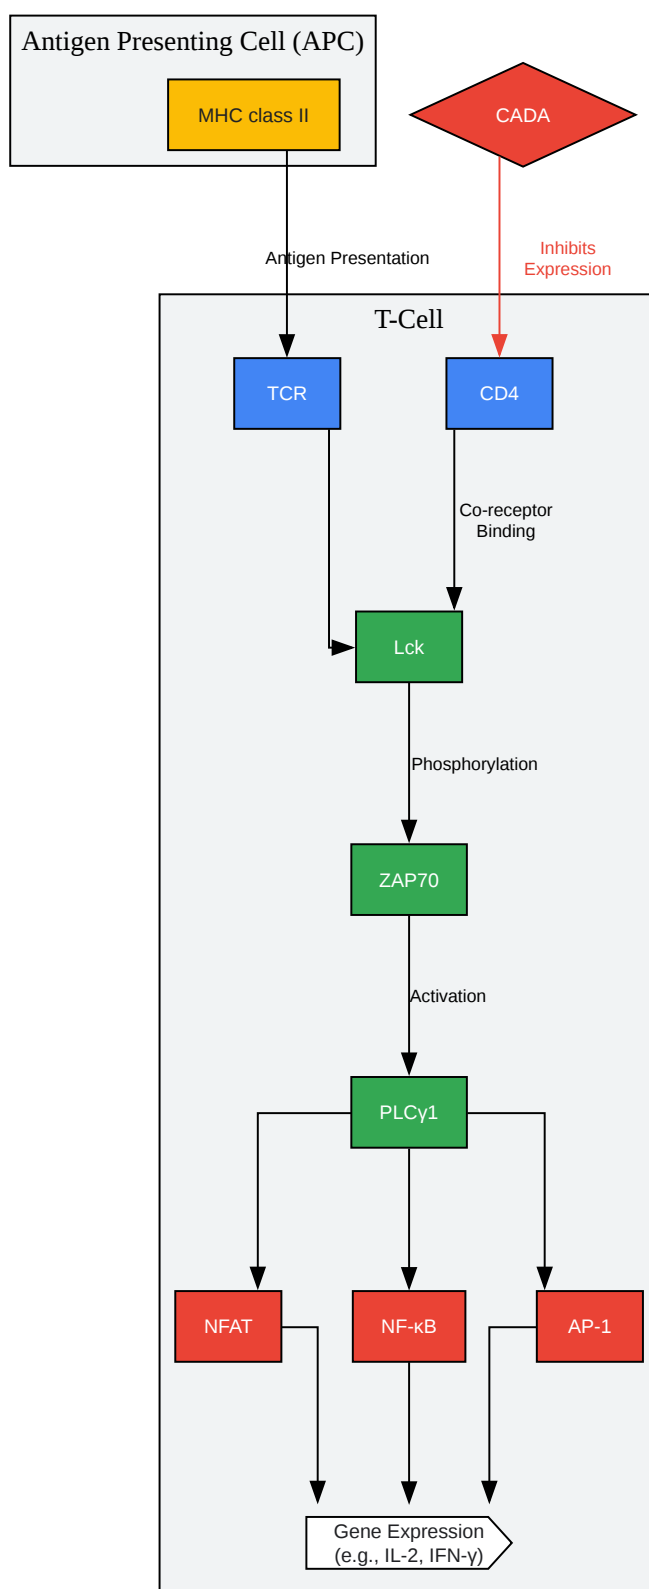 Antigen Presenting Cell (APC)
MHC class II
CADA
Antigen Presentation
Inhibits
Expression
T-Cell
TCR
CD4
Co-receptor
Binding
Lck
Phosphorylation
ZAP70
Activation
PLCγ1
NFAT
NF-κB
AP-1
Gene Expression
(e.g., IL-2, IFN-γ)